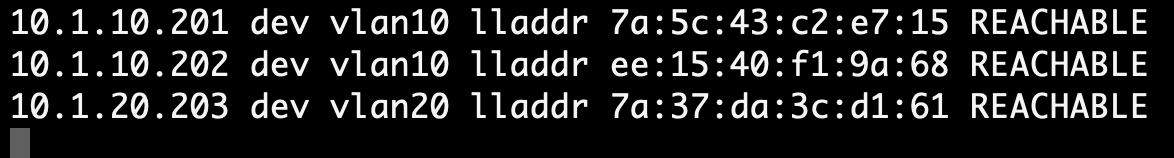 10.1.10.201 dev vlan10 lladdr 7a:5c:43:c2:e7:15 REACHABLE
10.1.10.202 dev vlan10 lladdr ee:15:40:f1:9a:68 REACHABLE
10.1.20.203 dev vlan20 lladdr 7a:37:da:3c:d1:61 REACHABLE